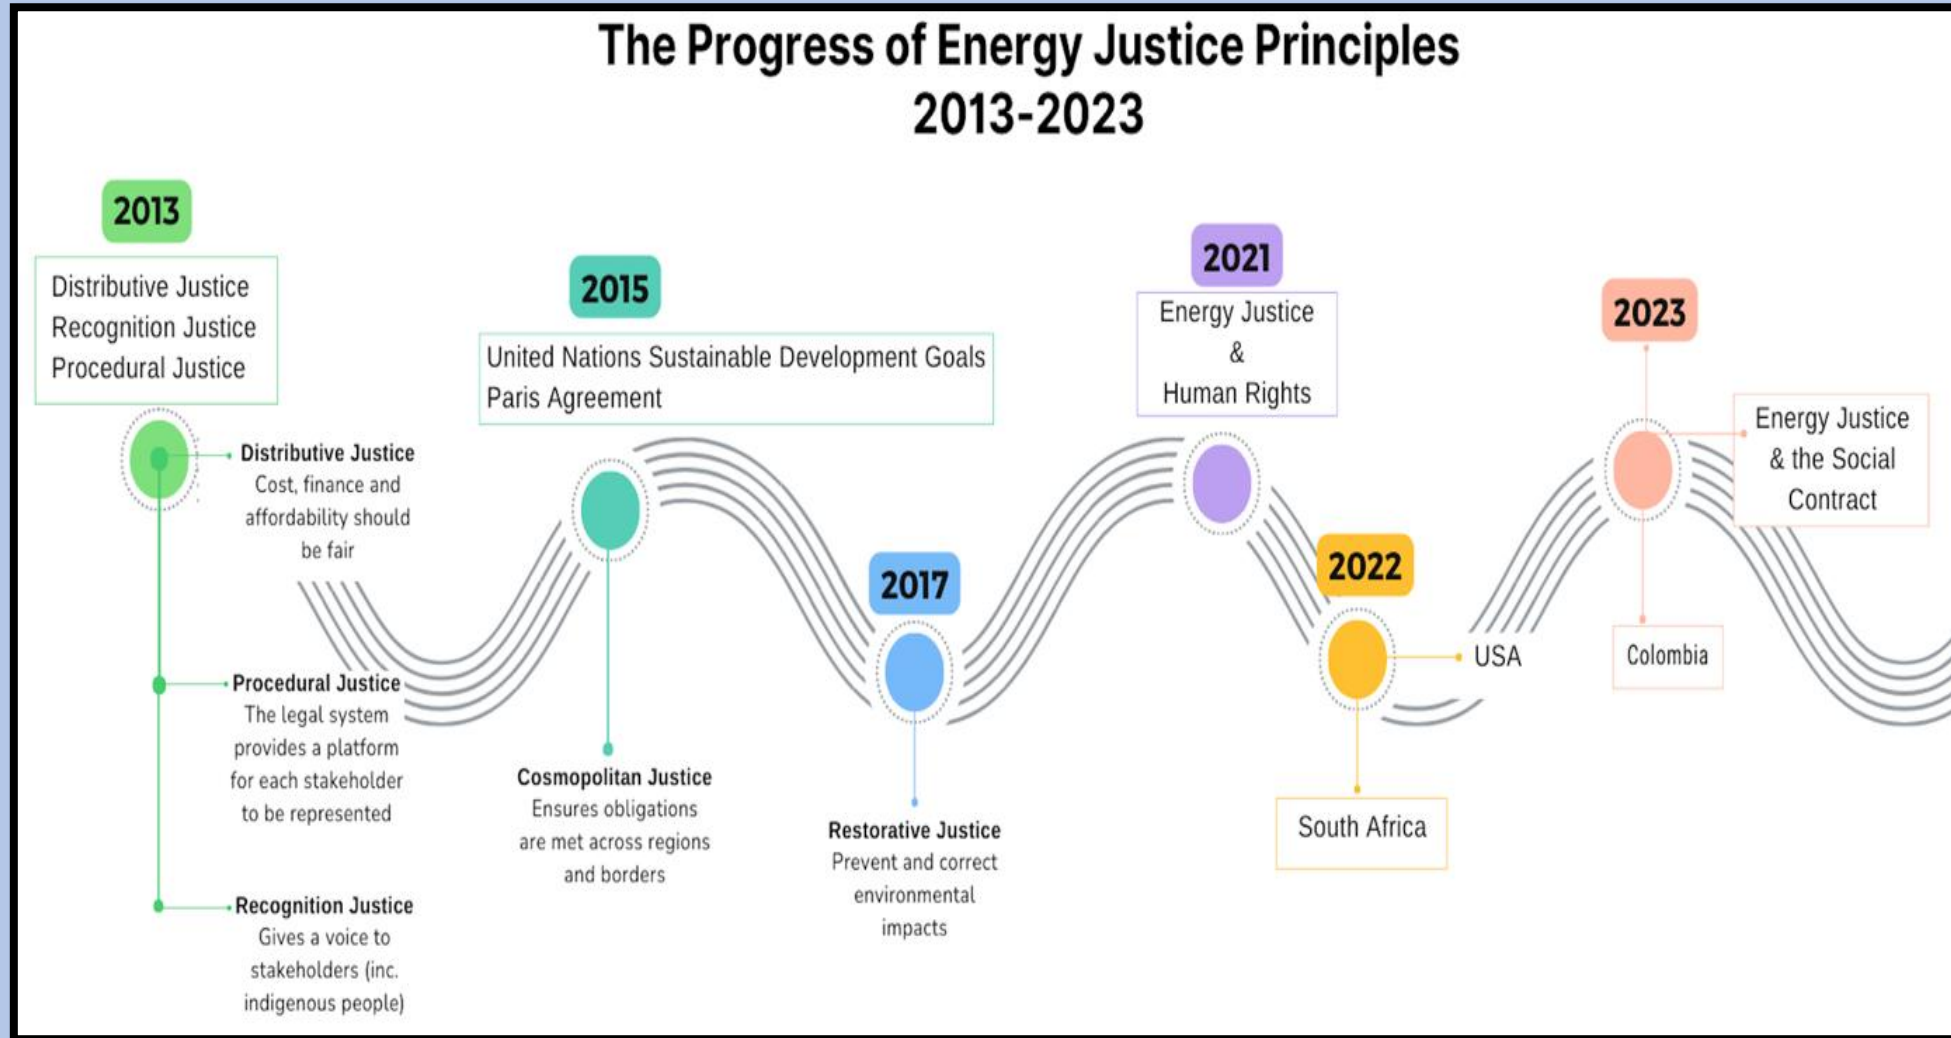 The Progress of Energy Justice Principles
2013-2023
2013
Distributive Justice
Recognition Justice
Procedural Justice
Distributive Justice
Cost, finance and
affordability should
be fair
Procedural Justice
The legal system
provides a platform
for each stakeholder
to be represented
Recognition Justice
Gives a voice to
stakeholders (inc.
indigenous people)
2015
United Nations Sustainable Development Goals
Paris Agreement
Cosmopolitan Justice
Ensures obligations
are met across regions
and borders
2017
Restorative Justice
Prevent and correct
environmental
impacts
2021
Energy Justice
&
Human Rights
2022
USA
South Africa
2023
Energy Justice
& the Social
Contract
Colombia